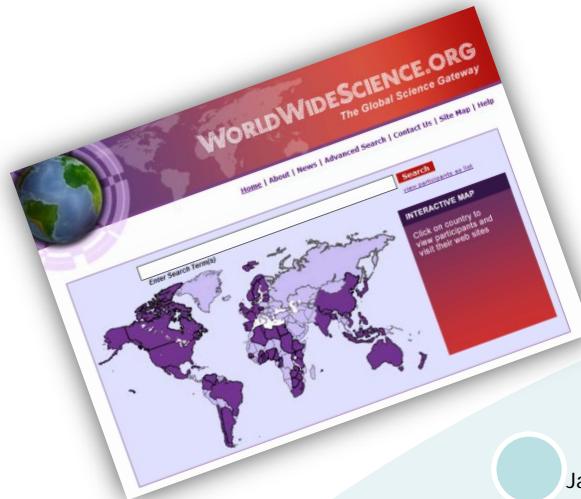 WORLDWIDESCIENCE.ORG
The Global Science Gateway
Home | About | News | Advanced Search | Contact Us | Site Map | Help
Search
view participants as list
Enter Search Term(s)
INTERACTIVE MAP
Click on country to
view participants and
visit their web sites
Ja